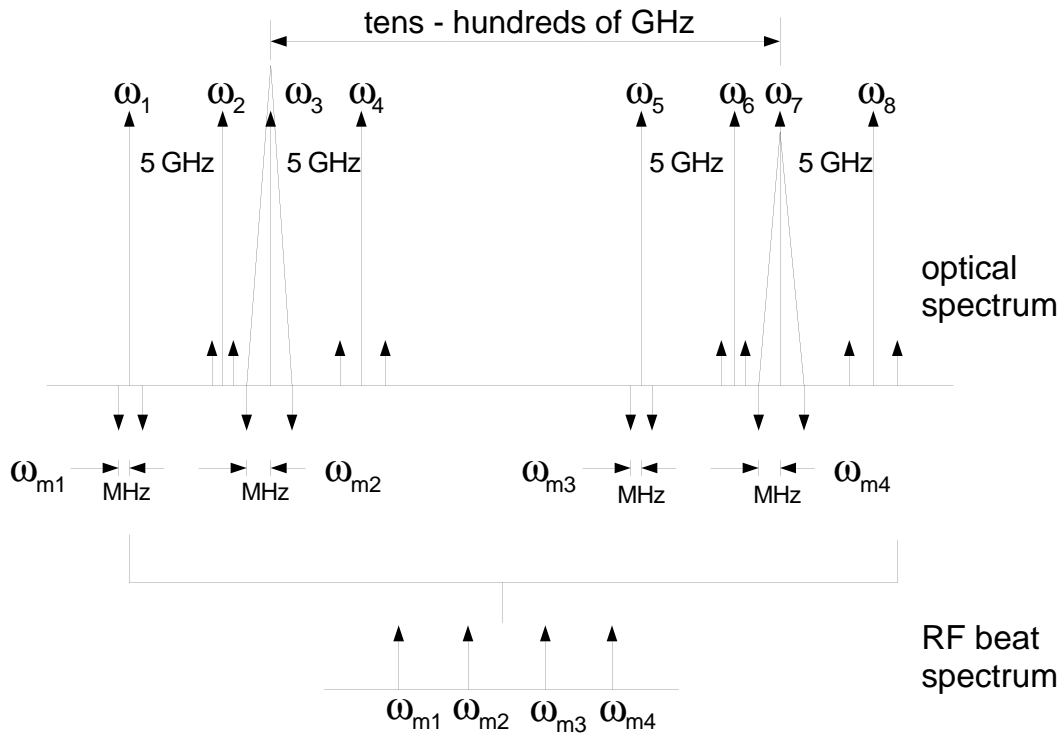 tens - hundreds of GHz
ω1 ω2 ω3 ω4 ω5 ω6 ω7 ω8
5 GHz 5 GHz 5 GHz 5 GHz
optical
spectrum
ωm1 MHz MHz ωm2 ωm3 MHz MHz ωm4
RF beat
spectrum
ωm1 ωm2 ωm3 ωm4